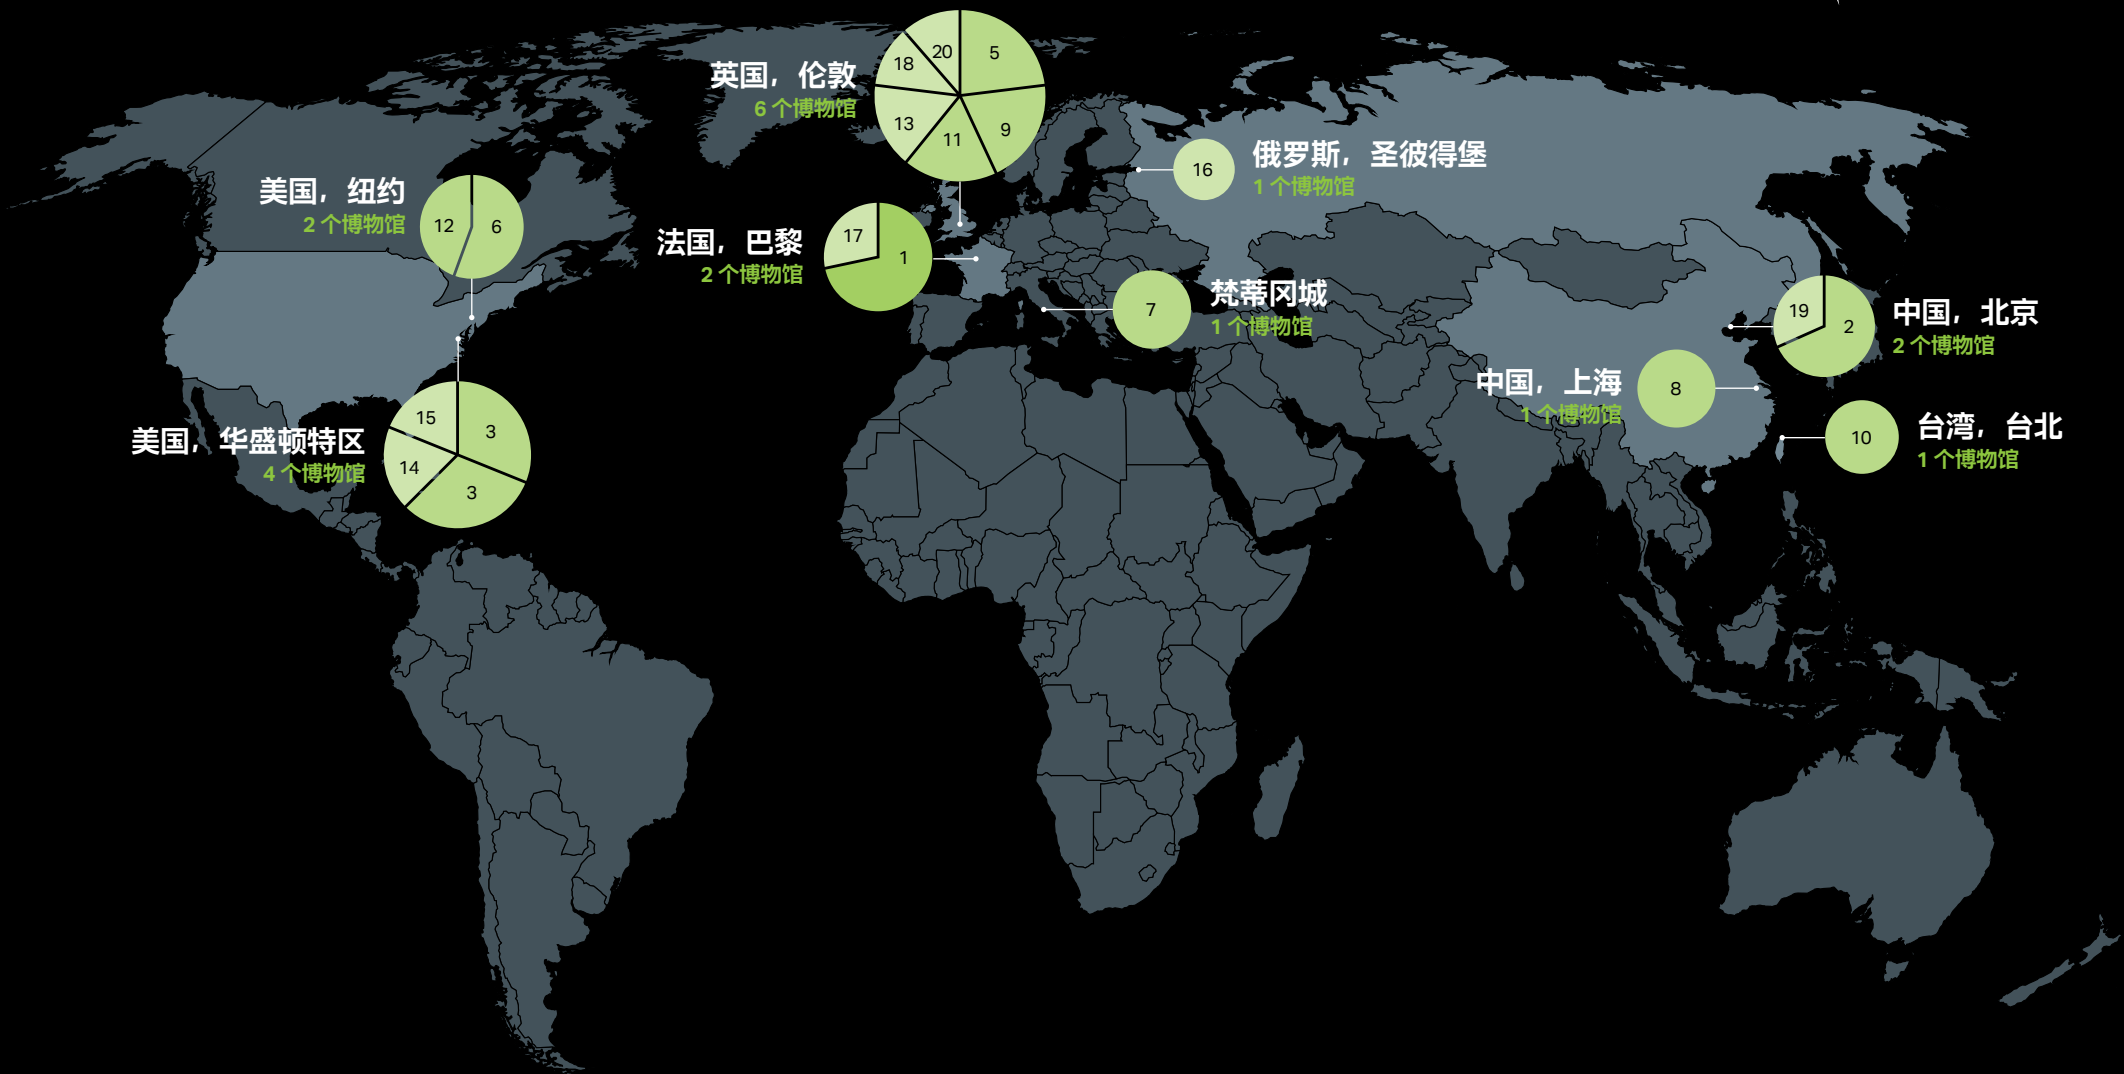 英国，伦敦
6 个博物馆
20
5
18
13
11
9
俄罗斯，圣彼得堡
1 个博物馆
16
美国，纽约
2 个博物馆
12
6
法国，巴黎
2 个博物馆
17
1
梵蒂冈城
1 个博物馆
7
中国，北京
2 个博物馆
19
2
中国，上海
1 个博物馆
8
台湾，台北
1 个博物馆
10
美国，华盛顿特区
4 个博物馆
15
3
14
3